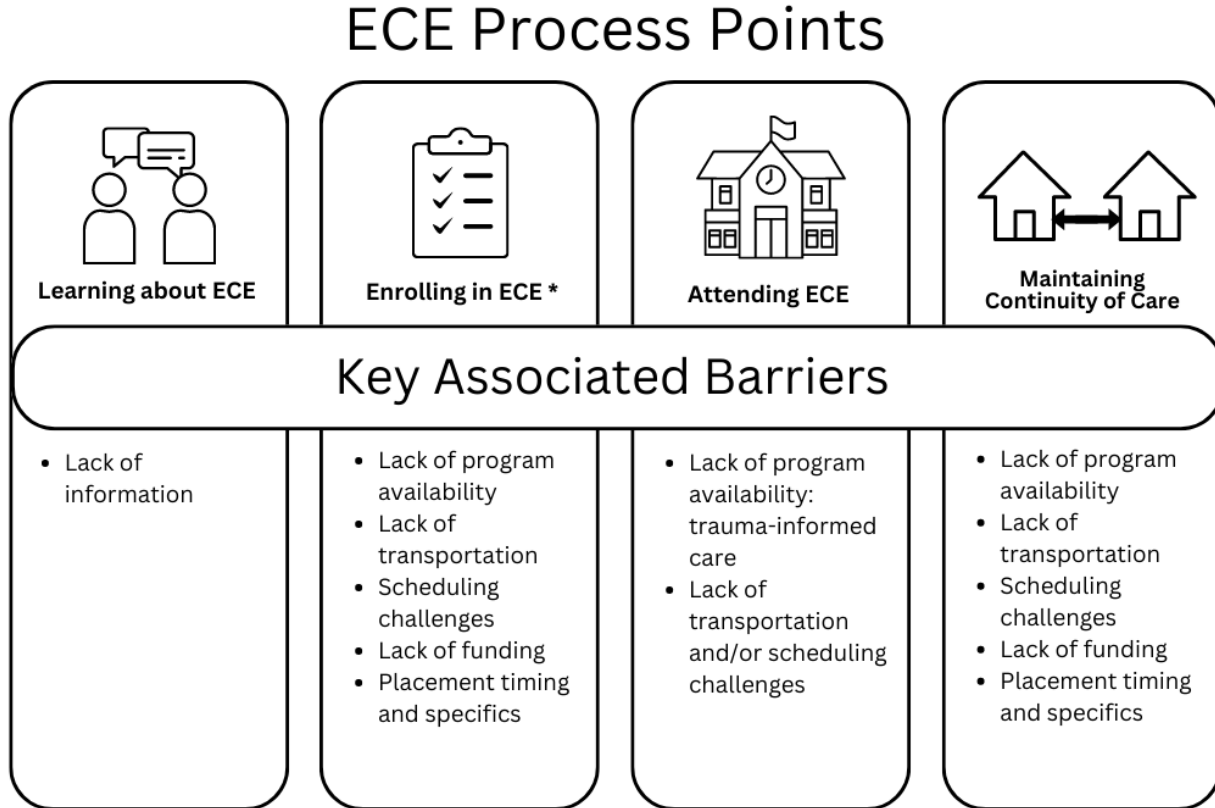 ECE Process Points
Learning about ECE
Enrolling in ECE *
Attending ECE
Maintaining
Continuity of Care
Key Associated Barriers
• Lack of
information
• Lack of program
availability
• Lack of
transportation
• Scheduling
challenges
• Lack of funding
• Placement timing
and specifics
• Lack of program
availability:
trauma-informed
care
• Lack of
transportation
and/or scheduling
challenges
• Lack of program
availability
• Lack of
transportation
• Scheduling
challenges
• Lack of funding
• Placement timing
and specifics